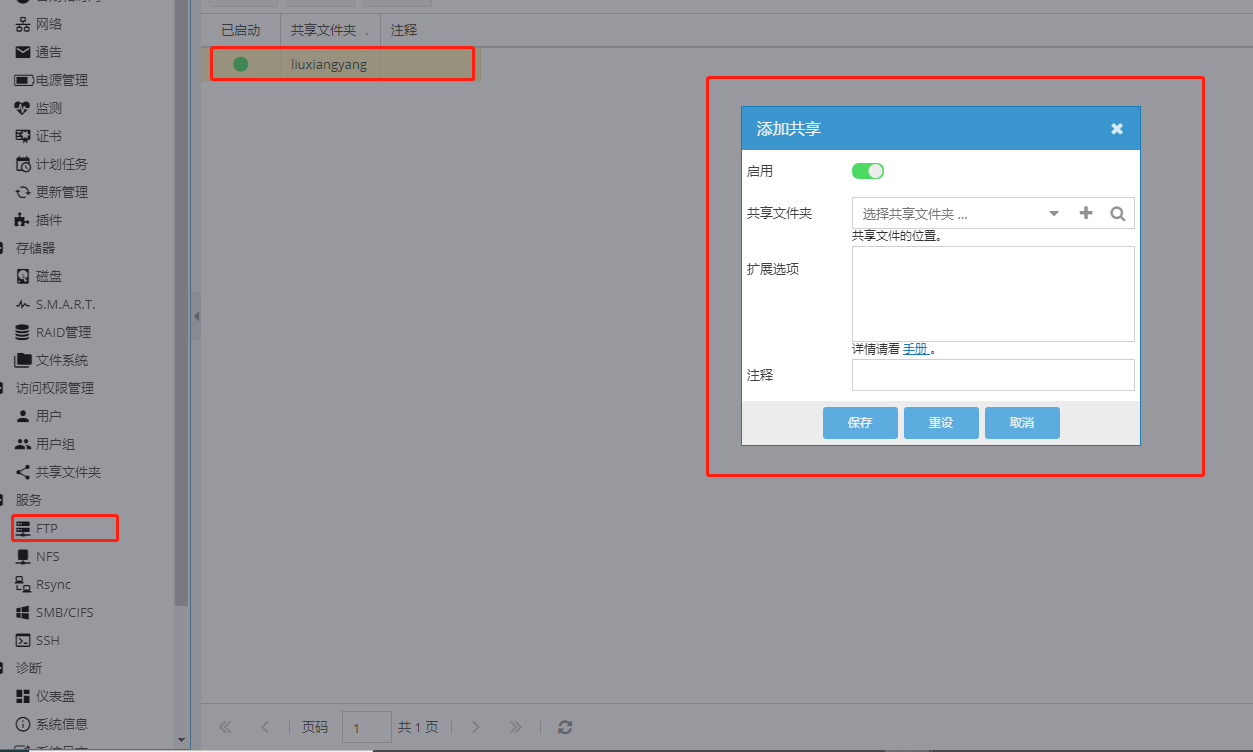 网络
通告
电源管理
监测
证书
计划任务
更新管理
插件
存储器
磁盘
S.M.A.R.T.
RAID管理
文件系统
访问权限管理
用户
用户组
共享文件夹
服务
FTP
NFS
Rsync
SMB/CIFS
SSH
诊断
仪表盘
系统信息
已启动 共享文件夹 . 注释
liuxiangyang
添加共享
启用
共享文件夹 选择共享文件夹 ...
共享文件的位置。
扩展选项
详情请看 手册 。
注释
保存 重设 取消
页码 1 共 1 页